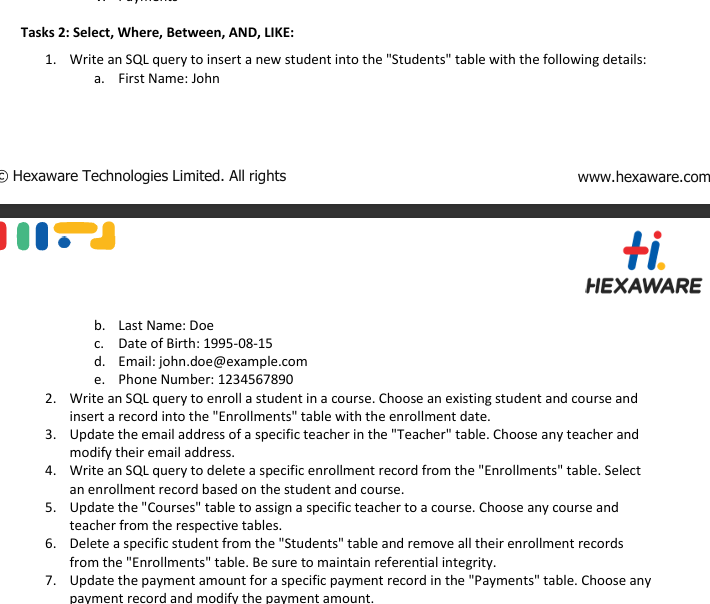 Tasks 2: Select, Where, Between, AND, LIKE:
1. Write an SQL query to insert a new student into the "Students" table with the following details:
a. First Name: John
© Hexaware Technologies Limited. All rights
www.hexaware.com
HEXAWARE
b. Last Name: Doe
c. Date of Birth: 1995-08-15
d. Email: john.doe@example.com
e. Phone Number: 1234567890
2. Write an SQL query to enroll a student in a course. Choose an existing student and course and
insert a record into the "Enrollments" table with the enrollment date.
3. Update the email address of a specific teacher in the "Teacher" table. Choose any teacher and
modify their email address.
4. Write an SQL query to delete a specific enrollment record from the "Enrollments" table. Select
an enrollment record based on the student and course.
5. Update the "Courses" table to assign a specific teacher to a course. Choose any course and
teacher from the respective tables.
6. Delete a specific student from the "Students" table and remove all their enrollment records
from the "Enrollments" table. Be sure to maintain referential integrity.
7. Update the payment amount for a specific payment record in the "Payments" table. Choose any
payment record and modify the payment amount.